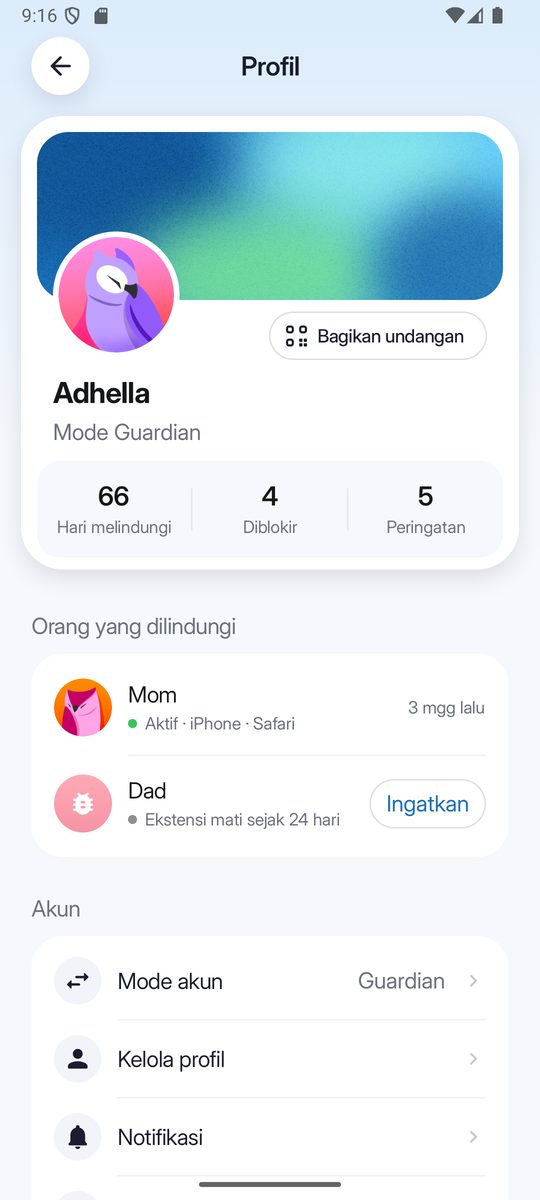 9:16
Profil
Bagikan undangan
Adhella
Mode Guardian
66
Hari melindungi
4
Diblokir
5
Peringatan
Orang yang dilindungi
Mom
Aktif · iPhone · Safari
3 mgg lalu
Dad
Ekstensi mati sejak 24 hari
Ingatkan
Akun
Mode akun
Guardian
Kelola profil
Notifikasi